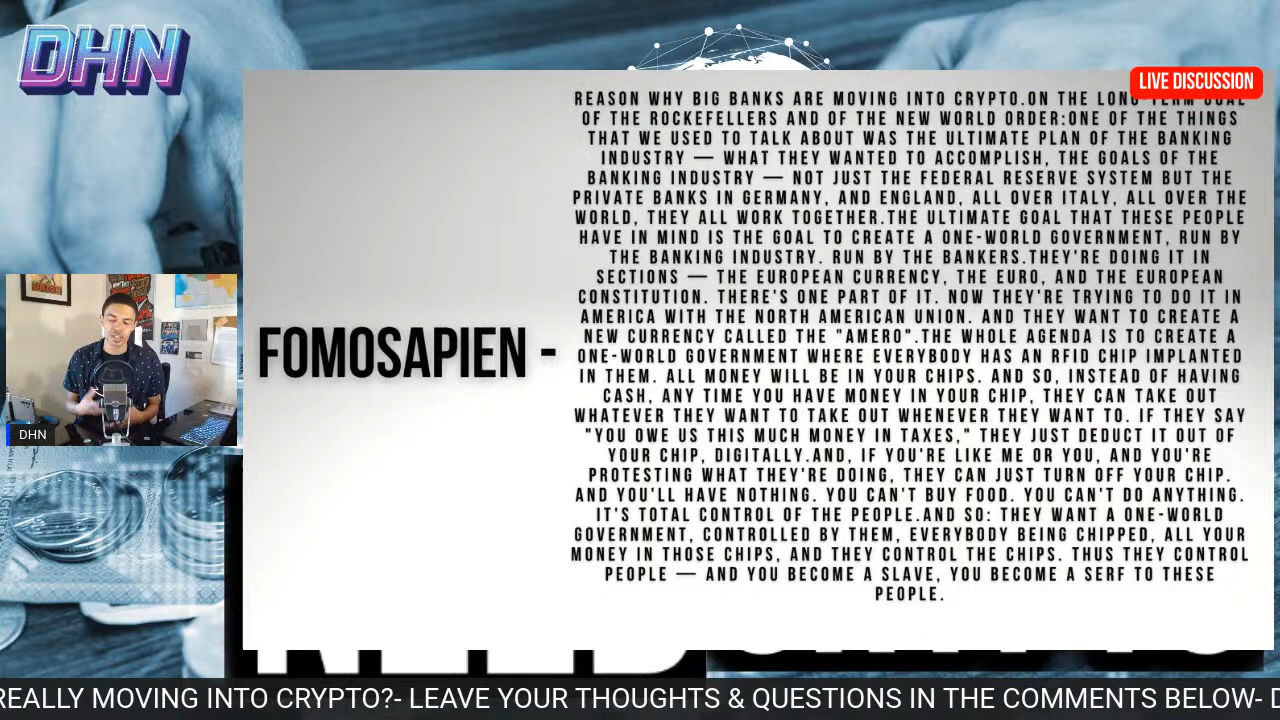 DHN
LIVE DISCUSSION
REASON WHY BIG BANKS ARE MOVING INTO CRYPTO.ON THE LONG-TERM GOAL
OF THE ROCKEFELLERS AND OF THE NEW WORLD ORDER:ONE OF THE THINGS
THAT WE USED TO TALK ABOUT WAS THE ULTIMATE PLAN OF THE BANKING
INDUSTRY — WHAT THEY WANTED TO ACCOMPLISH, THE GOALS OF THE
BANKING INDUSTRY — NOT JUST THE FEDERAL RESERVE SYSTEM BUT THE
PRIVATE BANKS IN GERMANY, AND ENGLAND, ALL OVER ITALY, ALL OVER THE
WORLD, THEY ALL WORK TOGETHER.THE ULTIMATE GOAL THAT THESE PEOPLE
HAVE IN MIND IS THE GOAL TO CREATE A ONE-WORLD GOVERNMENT, RUN BY
THE BANKING INDUSTRY. RUN BY THE BANKERS.THEY'RE DOING IT IN
SECTIONS — THE EUROPEAN CURRENCY, THE EURO, AND THE EUROPEAN
CONSTITUTION. THERE'S ONE PART OF IT. NOW THEY'RE TRYING TO DO IT IN
AMERICA WITH THE NORTH AMERICAN UNION. AND THEY WANT TO CREATE A
NEW CURRENCY CALLED THE "AMERO".THE WHOLE AGENDA IS TO CREATE A
ONE-WORLD GOVERNMENT WHERE EVERYBODY HAS AN RFID CHIP IMPLANTED
IN THEM. ALL MONEY WILL BE IN YOUR CHIPS. AND SO, INSTEAD OF HAVING
CASH, ANY TIME YOU HAVE MONEY IN YOUR CHIP, THEY CAN TAKE OUT
WHATEVER THEY WANT TO TAKE OUT WHENEVER THEY WANT TO. IF THEY SAY
"YOU OWE US THIS MUCH MONEY IN TAXES," THEY JUST DEDUCT IT OUT OF
YOUR CHIP, DIGITALLY.AND, IF YOU'RE LIKE ME OR YOU, AND YOU'RE
PROTESTING WHAT THEY'RE DOING, THEY CAN JUST TURN OFF YOUR CHIP.
AND YOU'LL HAVE NOTHING. YOU CAN'T BUY FOOD. YOU CAN'T DO ANYTHING.
IT'S TOTAL CONTROL OF THE PEOPLE.AND SO: THEY WANT A ONE-WORLD
GOVERNMENT, CONTROLLED BY THEM, EVERYBODY BEING CHIPPED, ALL YOUR
MONEY IN THOSE CHIPS, AND THEY CONTROL THE CHIPS. THUS THEY CONTROL
PEOPLE — AND YOU BECOME A SLAVE, YOU BECOME A SERF TO THESE
PEOPLE.
FOMOSAPIEN -
DHN
REALLY MOVING INTO CRYPTO?- LEAVE YOUR THOUGHTS & QUESTIONS IN THE COMMENTS BELOW- D